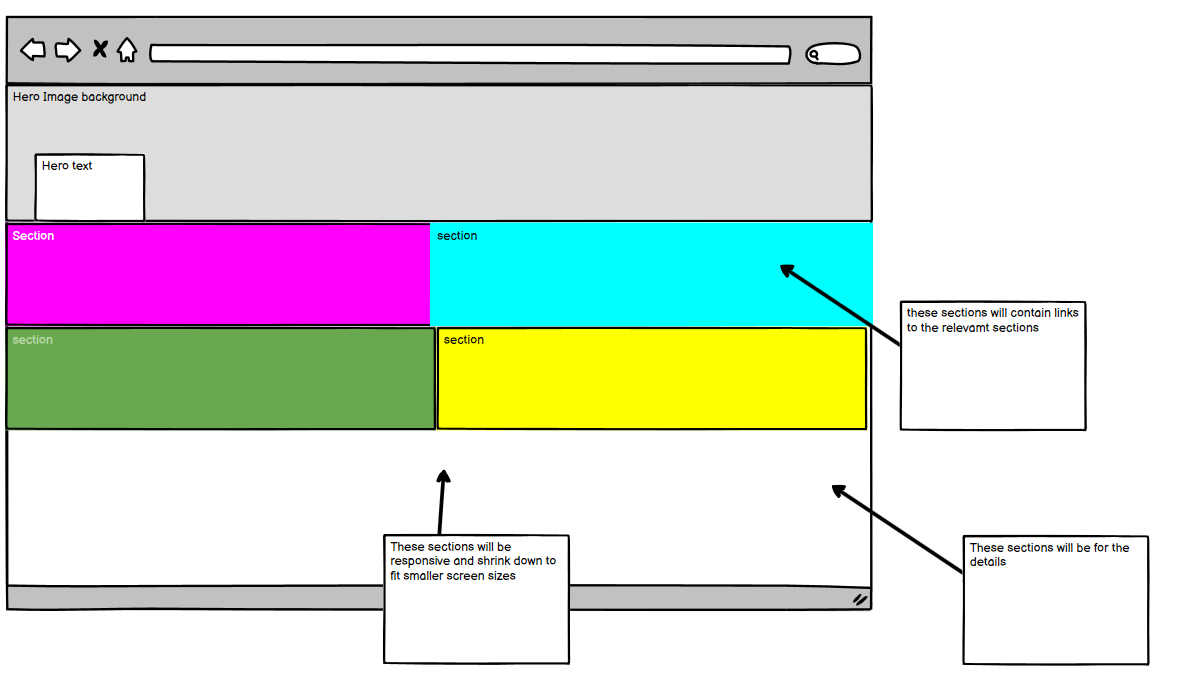 Hero Image background
Hero text
Section
section
section
section
these sections will contain links
to the relevamt sections
These sections will be
responsive and shrink down to
fit smaller screen sizes
These sections will be for the
details